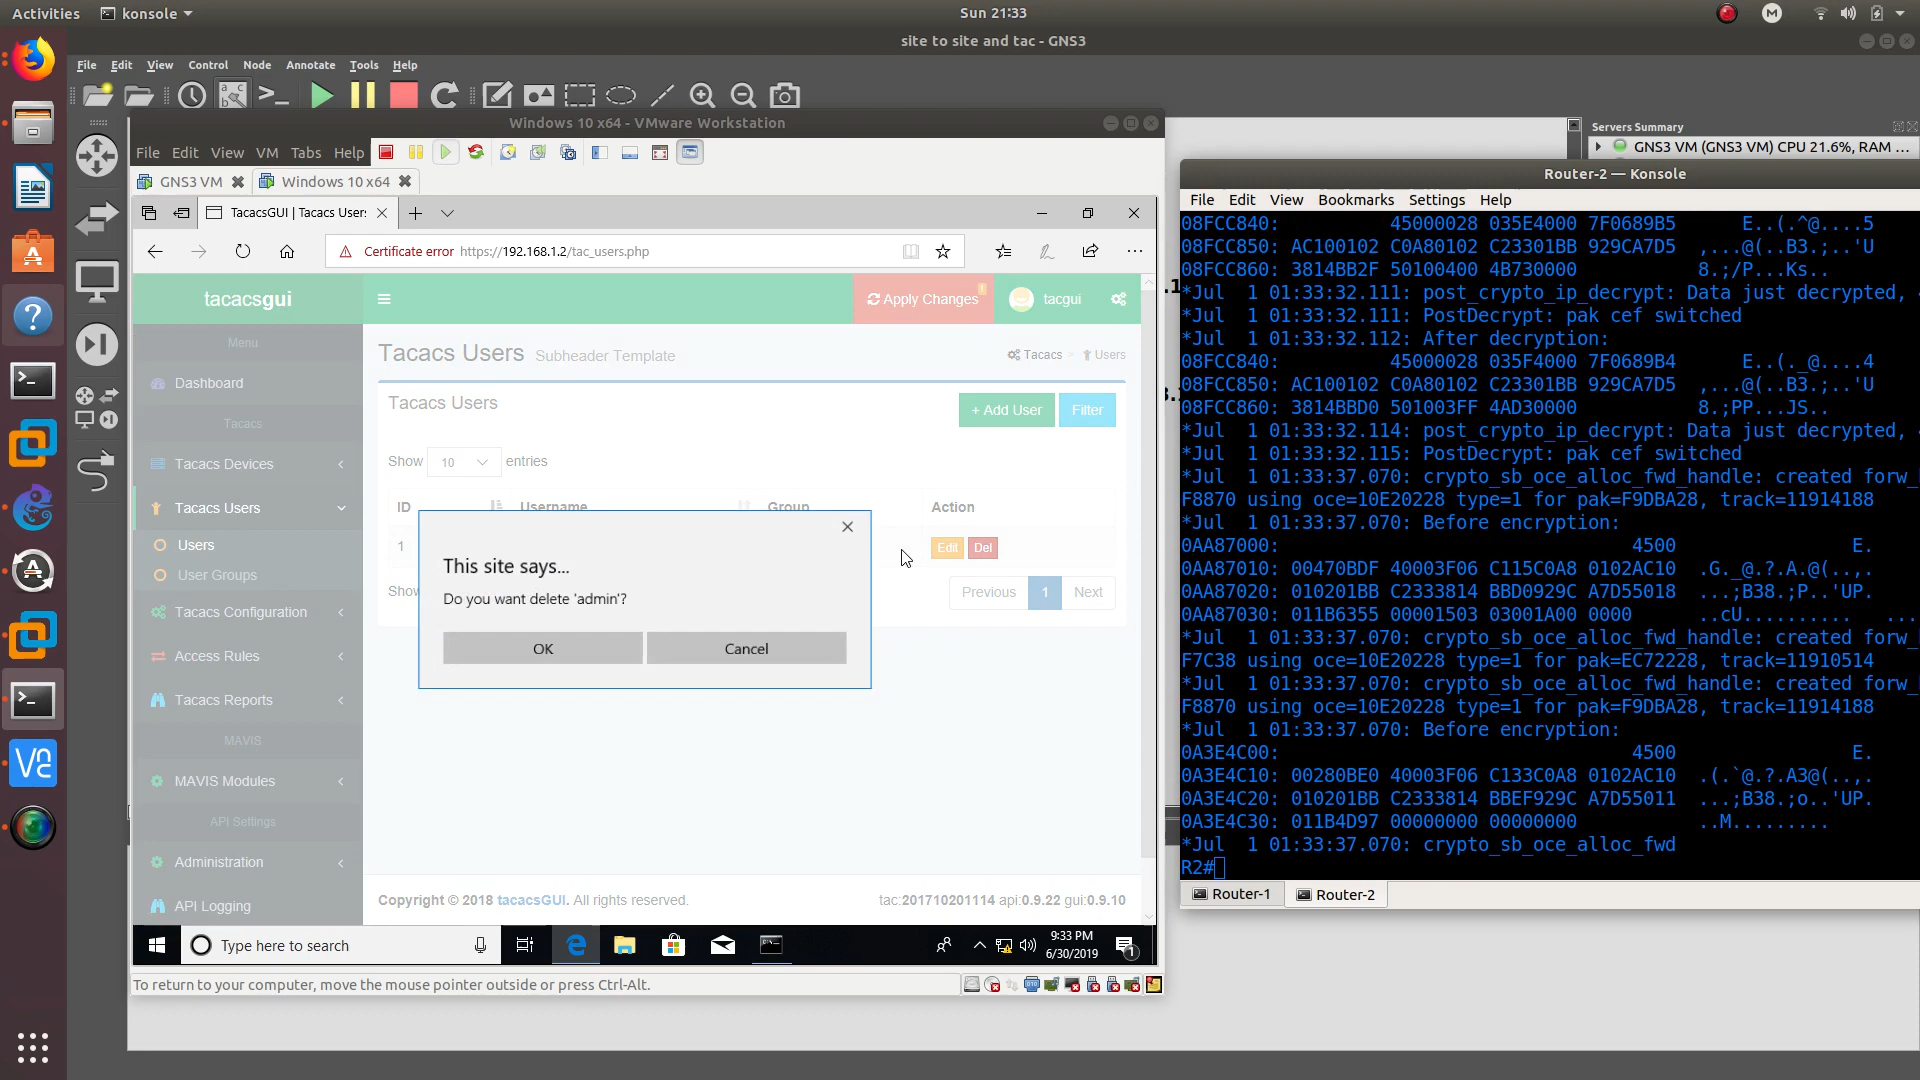 Activities
konsole
Sun 21:33
site to site and tac - GNS3
File Edit View Control Node Annotate Tools Help
Windows 10 x64 - VMware Workstation
File Edit View VM Tabs Help
GNS3 VM
Windows 10 x64
TacacsGUI | Tacacs User:
Certificate error https://192.168.1.2/tac_users.php
tacacsgui
Apply Changes
tacgui
Menu
Dashboard
Tacacs
Tacacs Devices
Tacacs Users
Users
User Groups
Tacacs Configuration
Access Rules
Tacacs Reports
MAVIS
MAVIS Modules
API Settings
Administration
API Logging
Tacacs Users Subheader Template
Tacacs > Users
Tacacs Users
+ Add User
Filter
Show 10 entries
ID Username Group Action
1
Edit Del
Show
Previous 1 Next
This site says...
Do you want delete 'admin'?
OK
Cancel
Copyright © 2018 tacacsGUI. All rights reserved.
tac:201710201114 api:0.9.22 gui:0.9.10
Type here to search
9:33 PM
6/30/2019
1
To return to your computer, move the mouse pointer outside or press Ctrl-Alt.
Servers Summary
GNS3 VM (GNS3 VM) CPU 21.6%, RAM ...
Router-2 — Konsole
File Edit View Bookmarks Settings Help
08FCC840: 45000028 035E4000 7F0689B5 E..(.^@....5
08FCC850: AC100102 C0A80102 C23301BB 929CA7D5 ,...@(..B3.;..'U
08FCC860: 3814BB2F 50100400 4B730000 8.;/P...Ks..
*Jul 1 01:33:32.111: post_crypto_ip_decrypt: Data just decrypted,
*Jul 1 01:33:32.111: PostDecrypt: pak cef switched
*Jul 1 01:33:32.112: After decryption:
08FCC840: 45000028 035F4000 7F0689B4 E..(._@....4
08FCC850: AC100102 C0A80102 C23301BB 929CA7D5 ,...@(..B3.;..'U
08FCC860: 3814BBD0 501003FF 4AD30000 8.;PP...JS..
*Jul 1 01:33:32.114: post_crypto_ip_decrypt: Data just decrypted,
*Jul 1 01:33:32.115: PostDecrypt: pak cef switched
*Jul 1 01:33:37.070: crypto_sb_oce_alloc_fwd_handle: created forw_
F8870 using oce=10E20228 type=1 for pak=F9DBA28, track=11914188
*Jul 1 01:33:37.070: Before encryption:
0AA87000: 4500 E.
0AA87010: 00470BDF 40003F06 C115C0A8 0102AC10 .G._@.?.A.@(..,.
0AA87020: 010201BB C2333814 BBD0929C A7D55018 ...;B38.;P..'UP.
0AA87030: 011B6355 00001503 03001A00 0000 ..cU.......... ...
*Jul 1 01:33:37.070: crypto_sb_oce_alloc_fwd_handle: created forw_
F7C38 using oce=10E20228 type=1 for pak=EC72228, track=11910514
*Jul 1 01:33:37.070: crypto_sb_oce_alloc_fwd_handle: created forw_
F8870 using oce=10E20228 type=1 for pak=F9DBA28, track=11914188
*Jul 1 01:33:37.070: Before encryption:
0A3E4C00: 4500 E.
0A3E4C10: 00280BE0 40003F06 C133C0A8 0102AC10 .(.`@.?.A3@(..,.
0A3E4C20: 010201BB C2333814 BBEF929C A7D55011 ...;B38.;o..'UP.
0A3E4C30: 011B4D97 00000000 00000000 ..M.........
*Jul 1 01:33:37.070: crypto_sb_oce_alloc_fwd
R2#
Router-1
Router-2